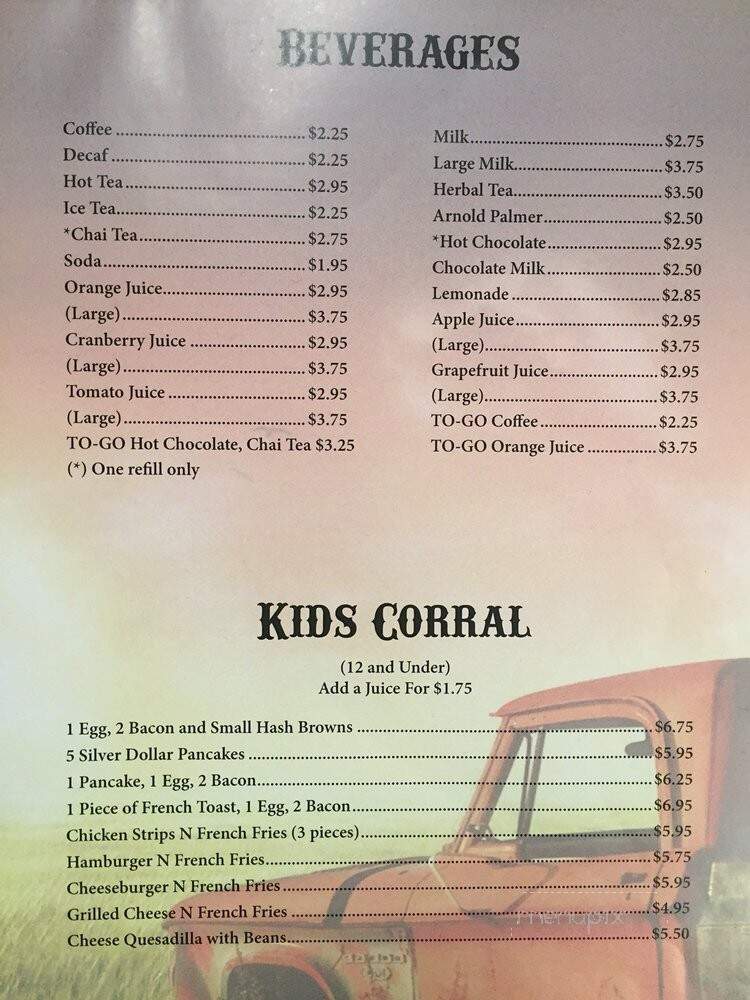 BEVERAGES
Coffee ........ $2.25
Decaf ........ $2.25
Hot Tea ........ $2.95
Ice Tea ........ $2.25
*Chai Tea ........ $2.75
Soda ........ $1.95
Orange Juice ........ $2.95
(Large) ........ $3.75
Cranberry Juice ........ $2.95
(Large) ........ $3.75
Tomato Juice ........ $2.95
(Large) ........ $3.75
TO-GO Hot Chocolate, Chai Tea $3.25
(*) One refill only
Milk ........ $2.75
Large Milk ........ $3.75
Herbal Tea ........ $3.50
Arnold Palmer ........ $2.50
*Hot Chocolate ........ $2.95
Chocolate Milk ........ $2.50
Lemonade ........ $2.85
Apple Juice ........ $2.95
(Large) ........ $3.75
Grapefruit Juice ........ $2.95
(Large) ........ $3.75
TO-GO Coffee ........ $2.25
TO-GO Orange Juice ........ $3.75
KIDS CORRAL
(12 and Under)
Add a Juice For $1.75
1 Egg, 2 Bacon and Small Hash Browns ........ $6.75
5 Silver Dollar Pancakes ........ $5.95
1 Pancake, 1 Egg, 2 Bacon ........ $6.25
1 Piece of French Toast, 1 Egg, 2 Bacon ........ $6.95
Chicken Strips N French Fries (3 pieces) ........ $5.95
Hamburger N French Fries ........ $5.75
Cheeseburger N French Fries ........ $5.95
Grilled Cheese N French Fries ........ $4.95
menupix
Cheese Quesadilla with Beans ........ $5.50